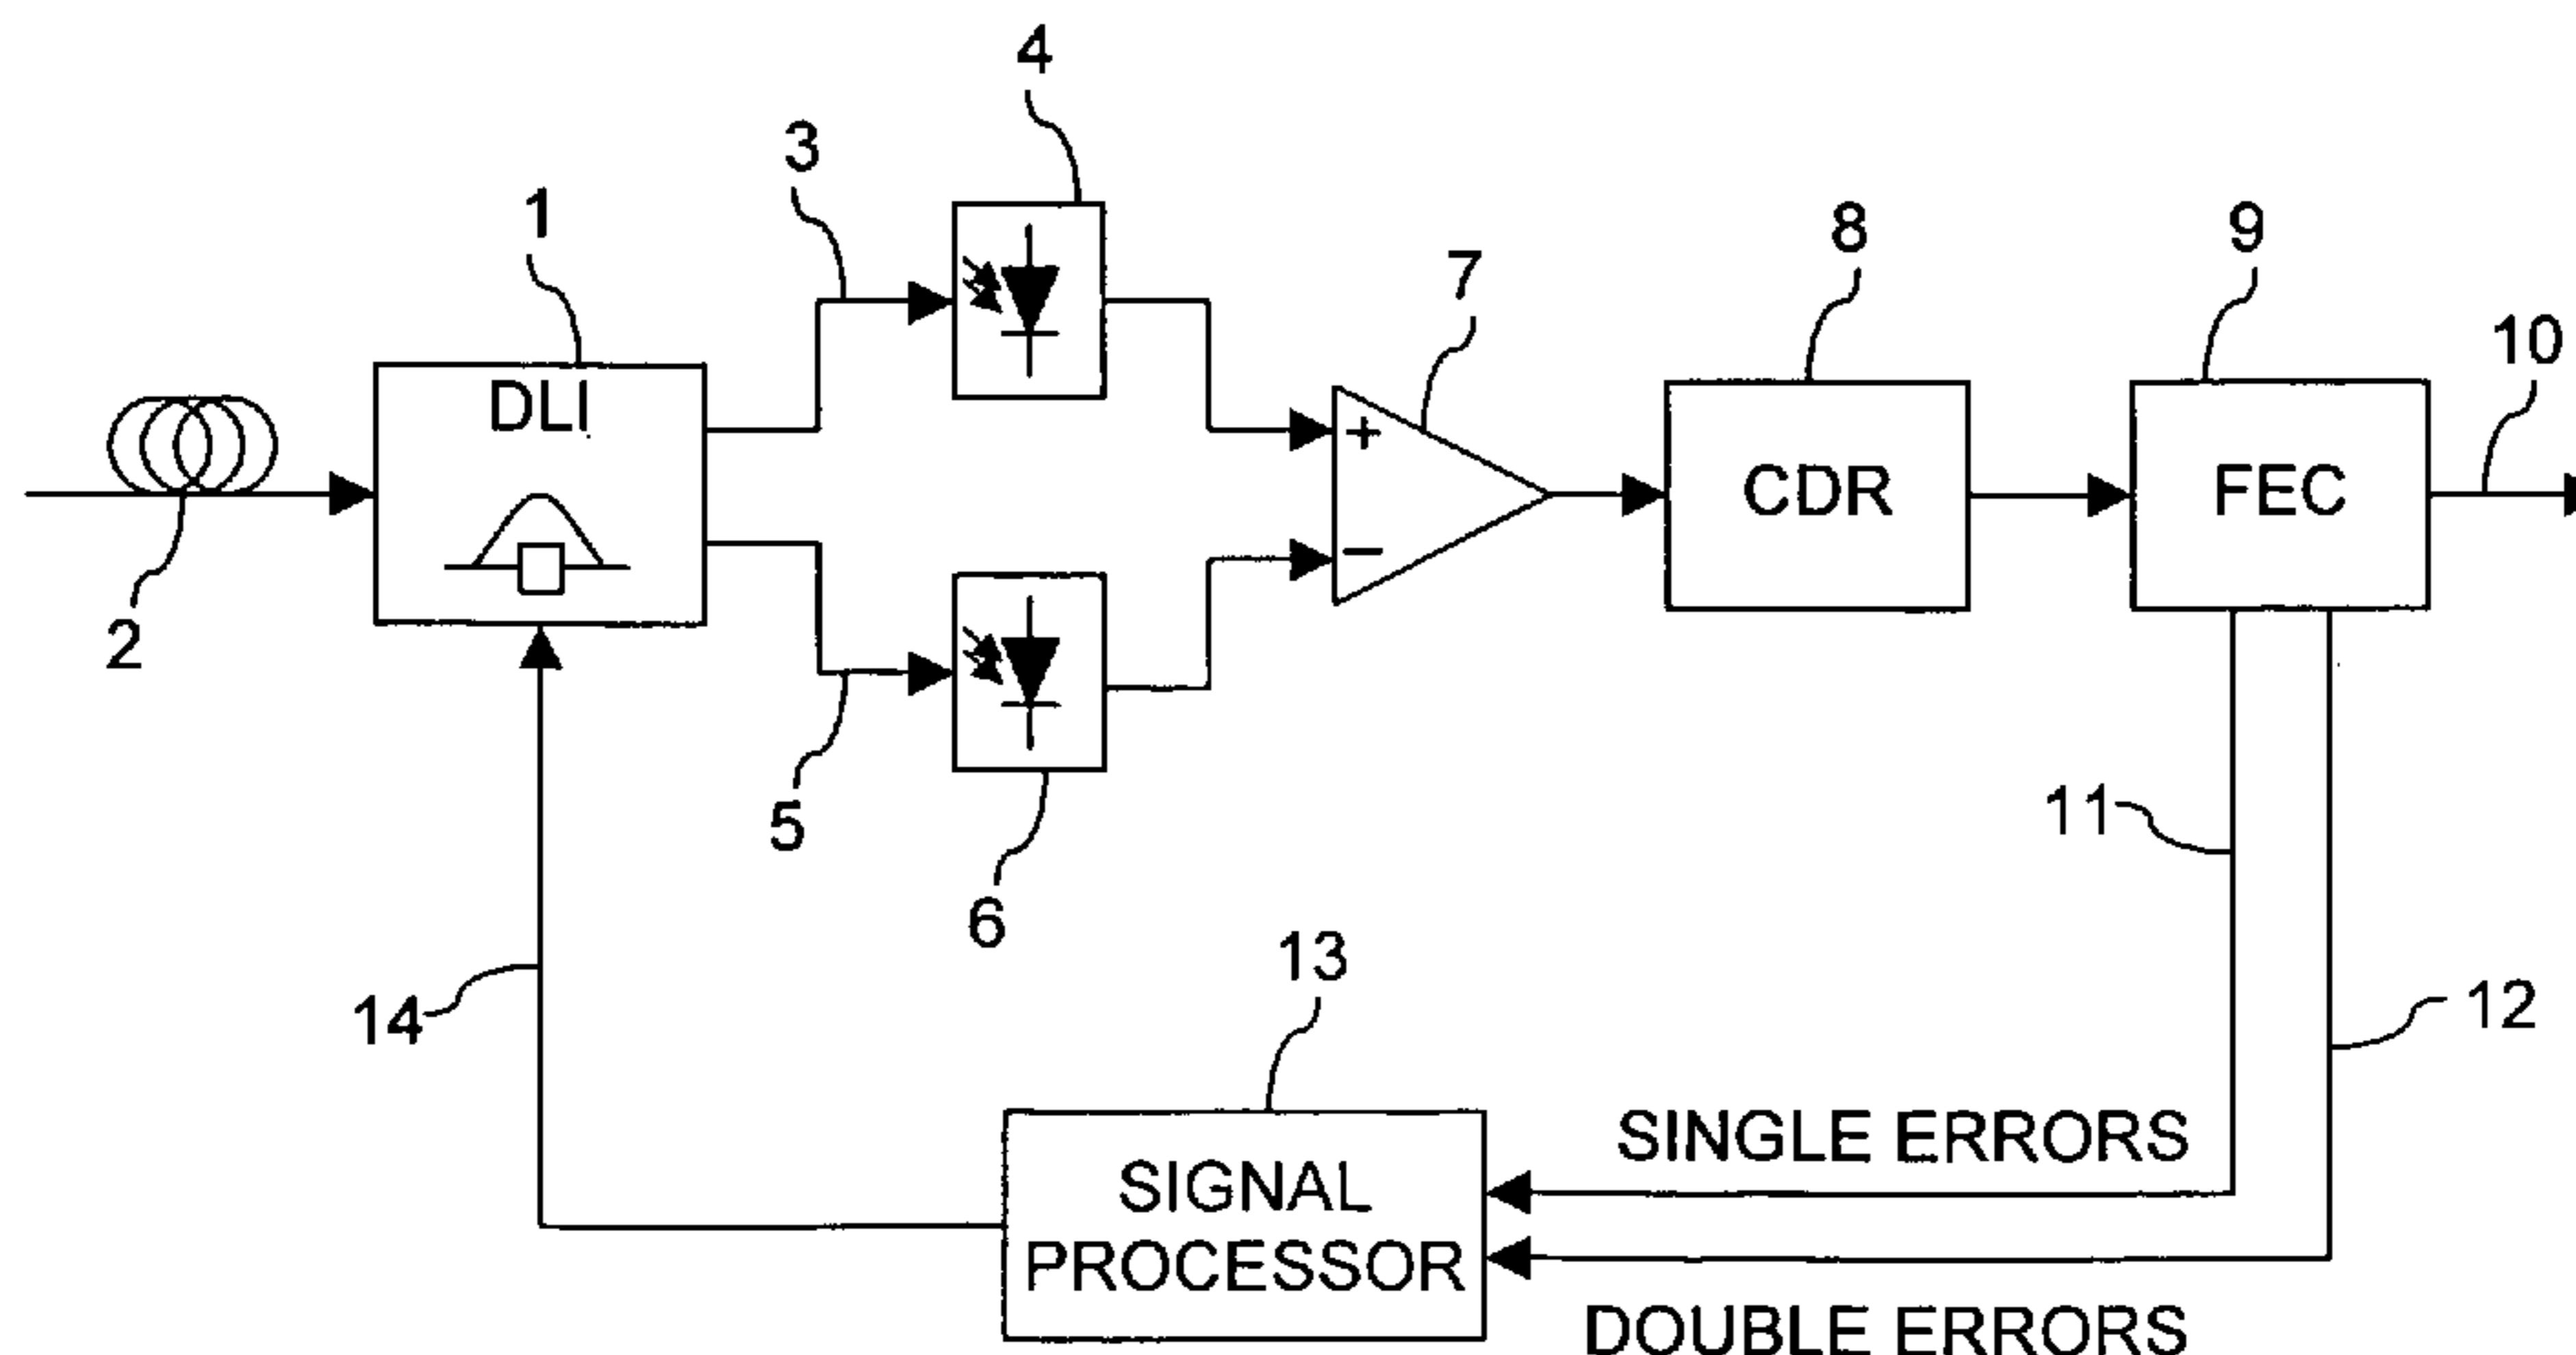 4
3
1
8
9
7
10
DLI
+
CDR
FEC
−
2
5
11
6
13
14
12
SINGLE ERRORS
SIGNAL
PROCESSOR
DOUBLE ERRORS